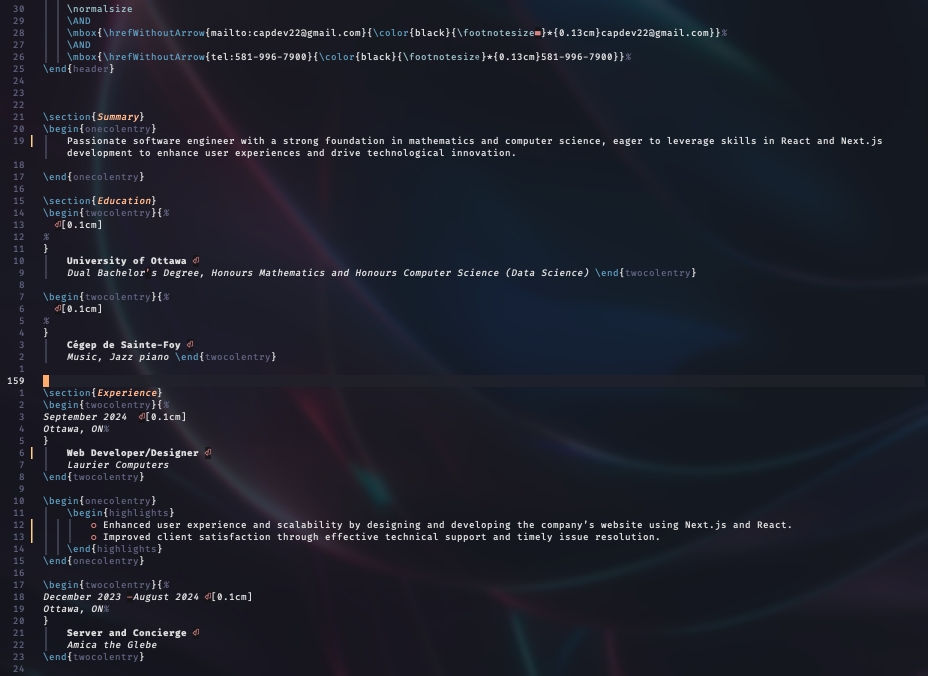 30 \normalsize
29 \AND
28 \mbox{\hrefWithoutArrow{mailto:capdev22@gmail.com}{\color{black}{\footnotesize✉}∗{0.13cm}capdev22@gmail.com}}%
27 \AND
26 \mbox{\hrefWithoutArrow{tel:581-996-7900}{\color{black}{\footnotesize}∗{0.13cm}581-996-7900}}%
25 \end{header}
24
23
22
21 \section{Summary}
20 \begin{onecolentry}
19 Passionate software engineer with a strong foundation in mathematics and computer science, eager to leverage skills in React and Next.js
development to enhance user experiences and drive technological innovation.
18
17 \end{onecolentry}
16
15 \section{Education}
14 \begin{twocolentry}{%
13 ⏎[0.1cm]
12 %
11 }
10 University of Ottawa ⏎
9 Dual Bachelor's Degree, Honours Mathematics and Honours Computer Science (Data Science) \end{twocolentry}
8
7 \begin{twocolentry}{%
6 ⏎[0.1cm]
5 %
4 }
3 Cégep de Sainte-Foy ⏎
2 Music, Jazz piano \end{twocolentry}
1
159
1 \section{Experience}
2 \begin{twocolentry}{%
3 September 2024 ⏎[0.1cm]
4 Ottawa, ON%
5 }
6 Web Developer/Designer ⏎
7 Laurier Computers
8 \end{twocolentry}
9
10 \begin{onecolentry}
11 \begin{highlights}
12 ○ Enhanced user experience and scalability by designing and developing the company's website using Next.js and React.
13 ○ Improved client satisfaction through effective technical support and timely issue resolution.
14 \end{highlights}
15 \end{onecolentry}
16
17 \begin{twocolentry}{%
18 December 2023 –August 2024 ⏎[0.1cm]
19 Ottawa, ON%
20 }
21 Server and Concierge ⏎
22 Amica the Glebe
23 \end{twocolentry}
24